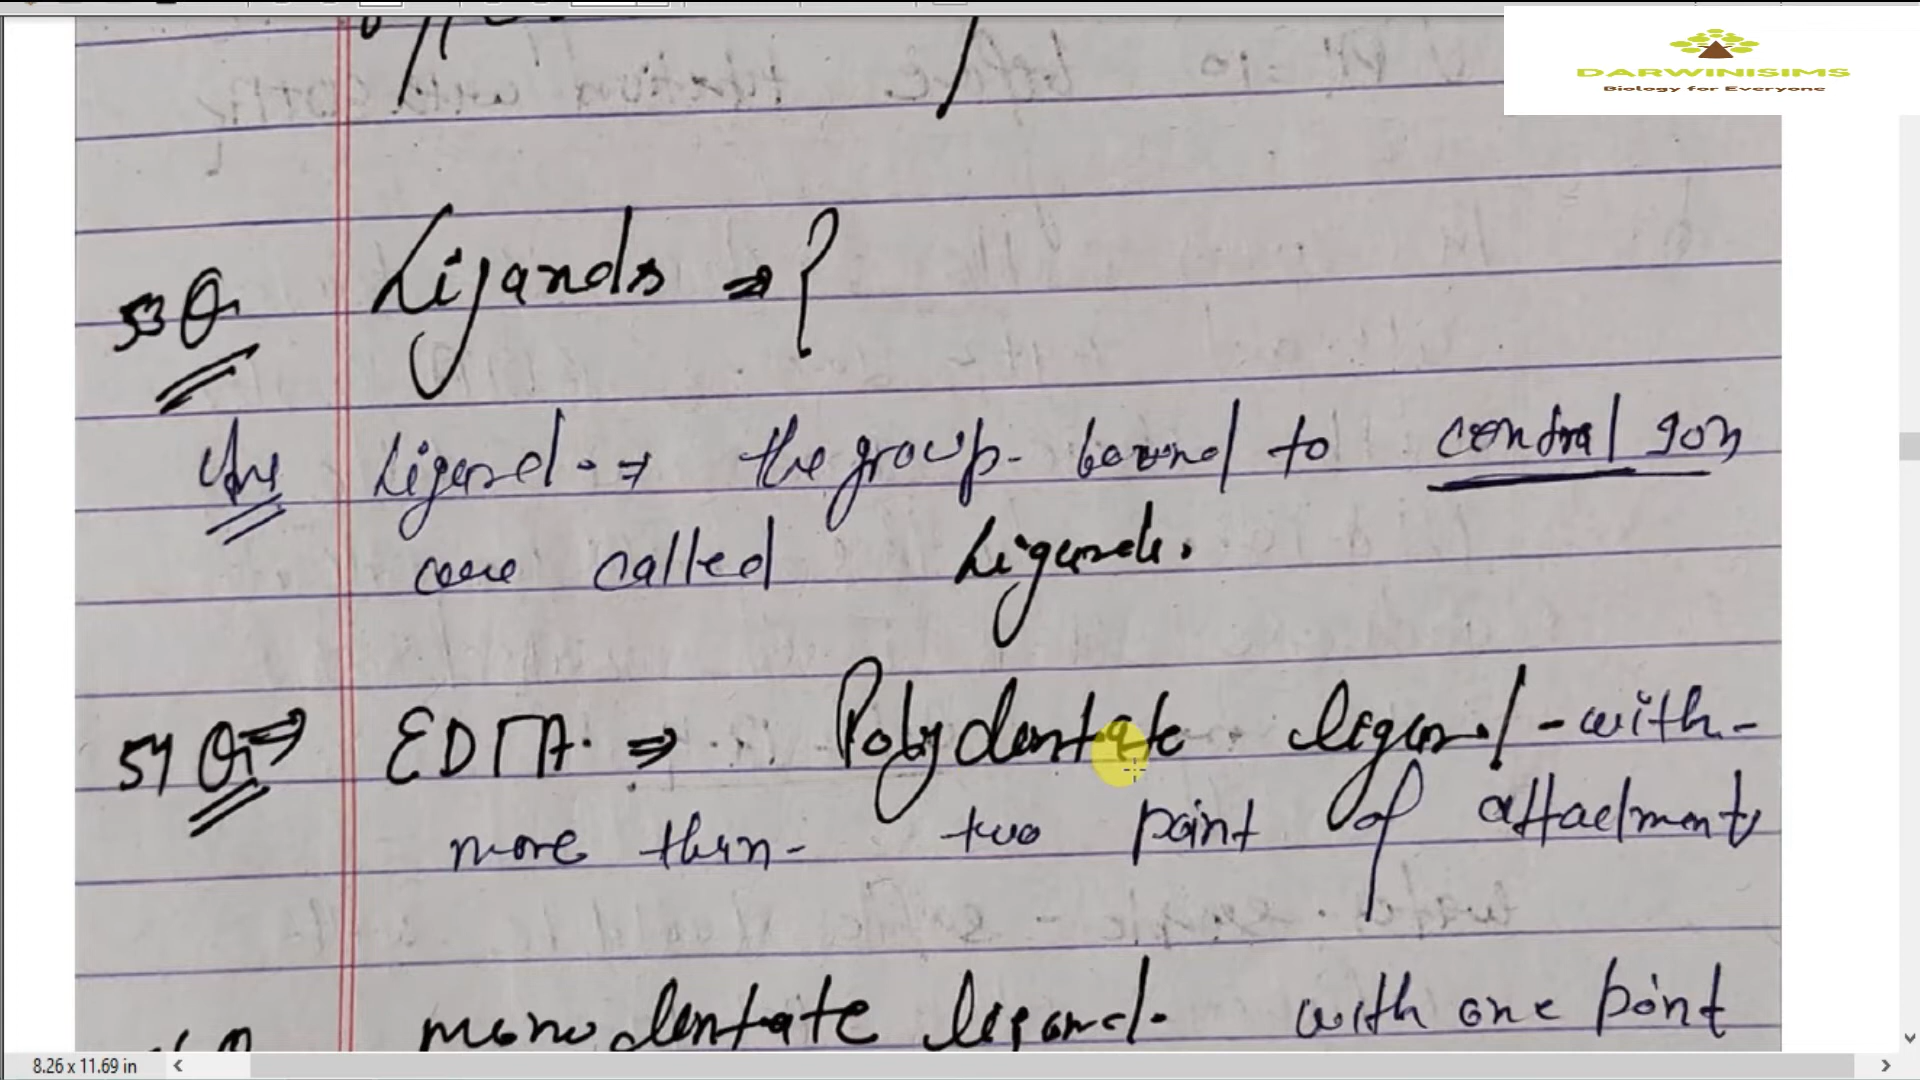 DARWINISIMS
Biology for Everyone
53 Q Ligands ⇒ {
Ans Ligand → the group bound to central ion
are called Ligands.
54 Q ⇒ EDTA ⇒ Polydentate ligand - with -
more than - two point of attachment
monodentate ligand - with one point
8.26 x 11.69 in